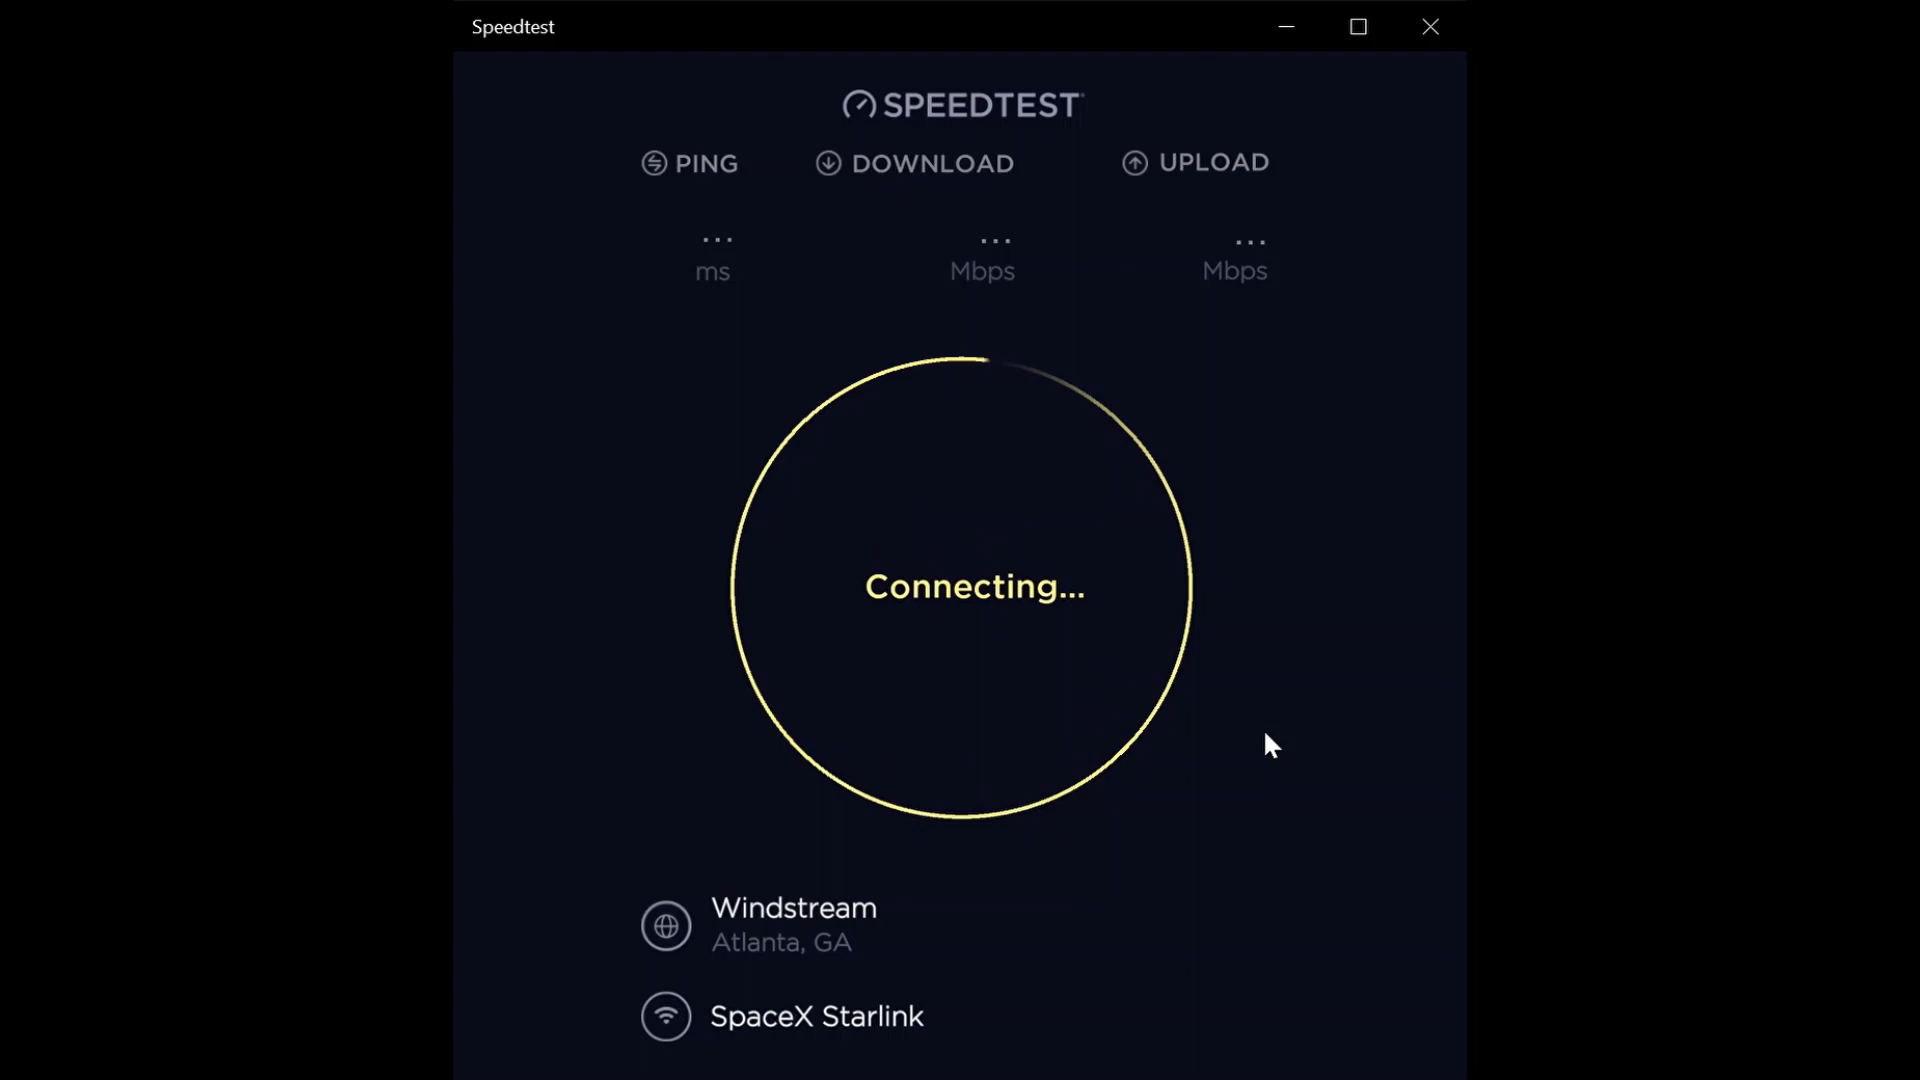 Speedtest
SPEEDTEST
PING DOWNLOAD UPLOAD
... ... ...
ms Mbps Mbps
Connecting...
Windstream
Atlanta, GA
SpaceX Starlink